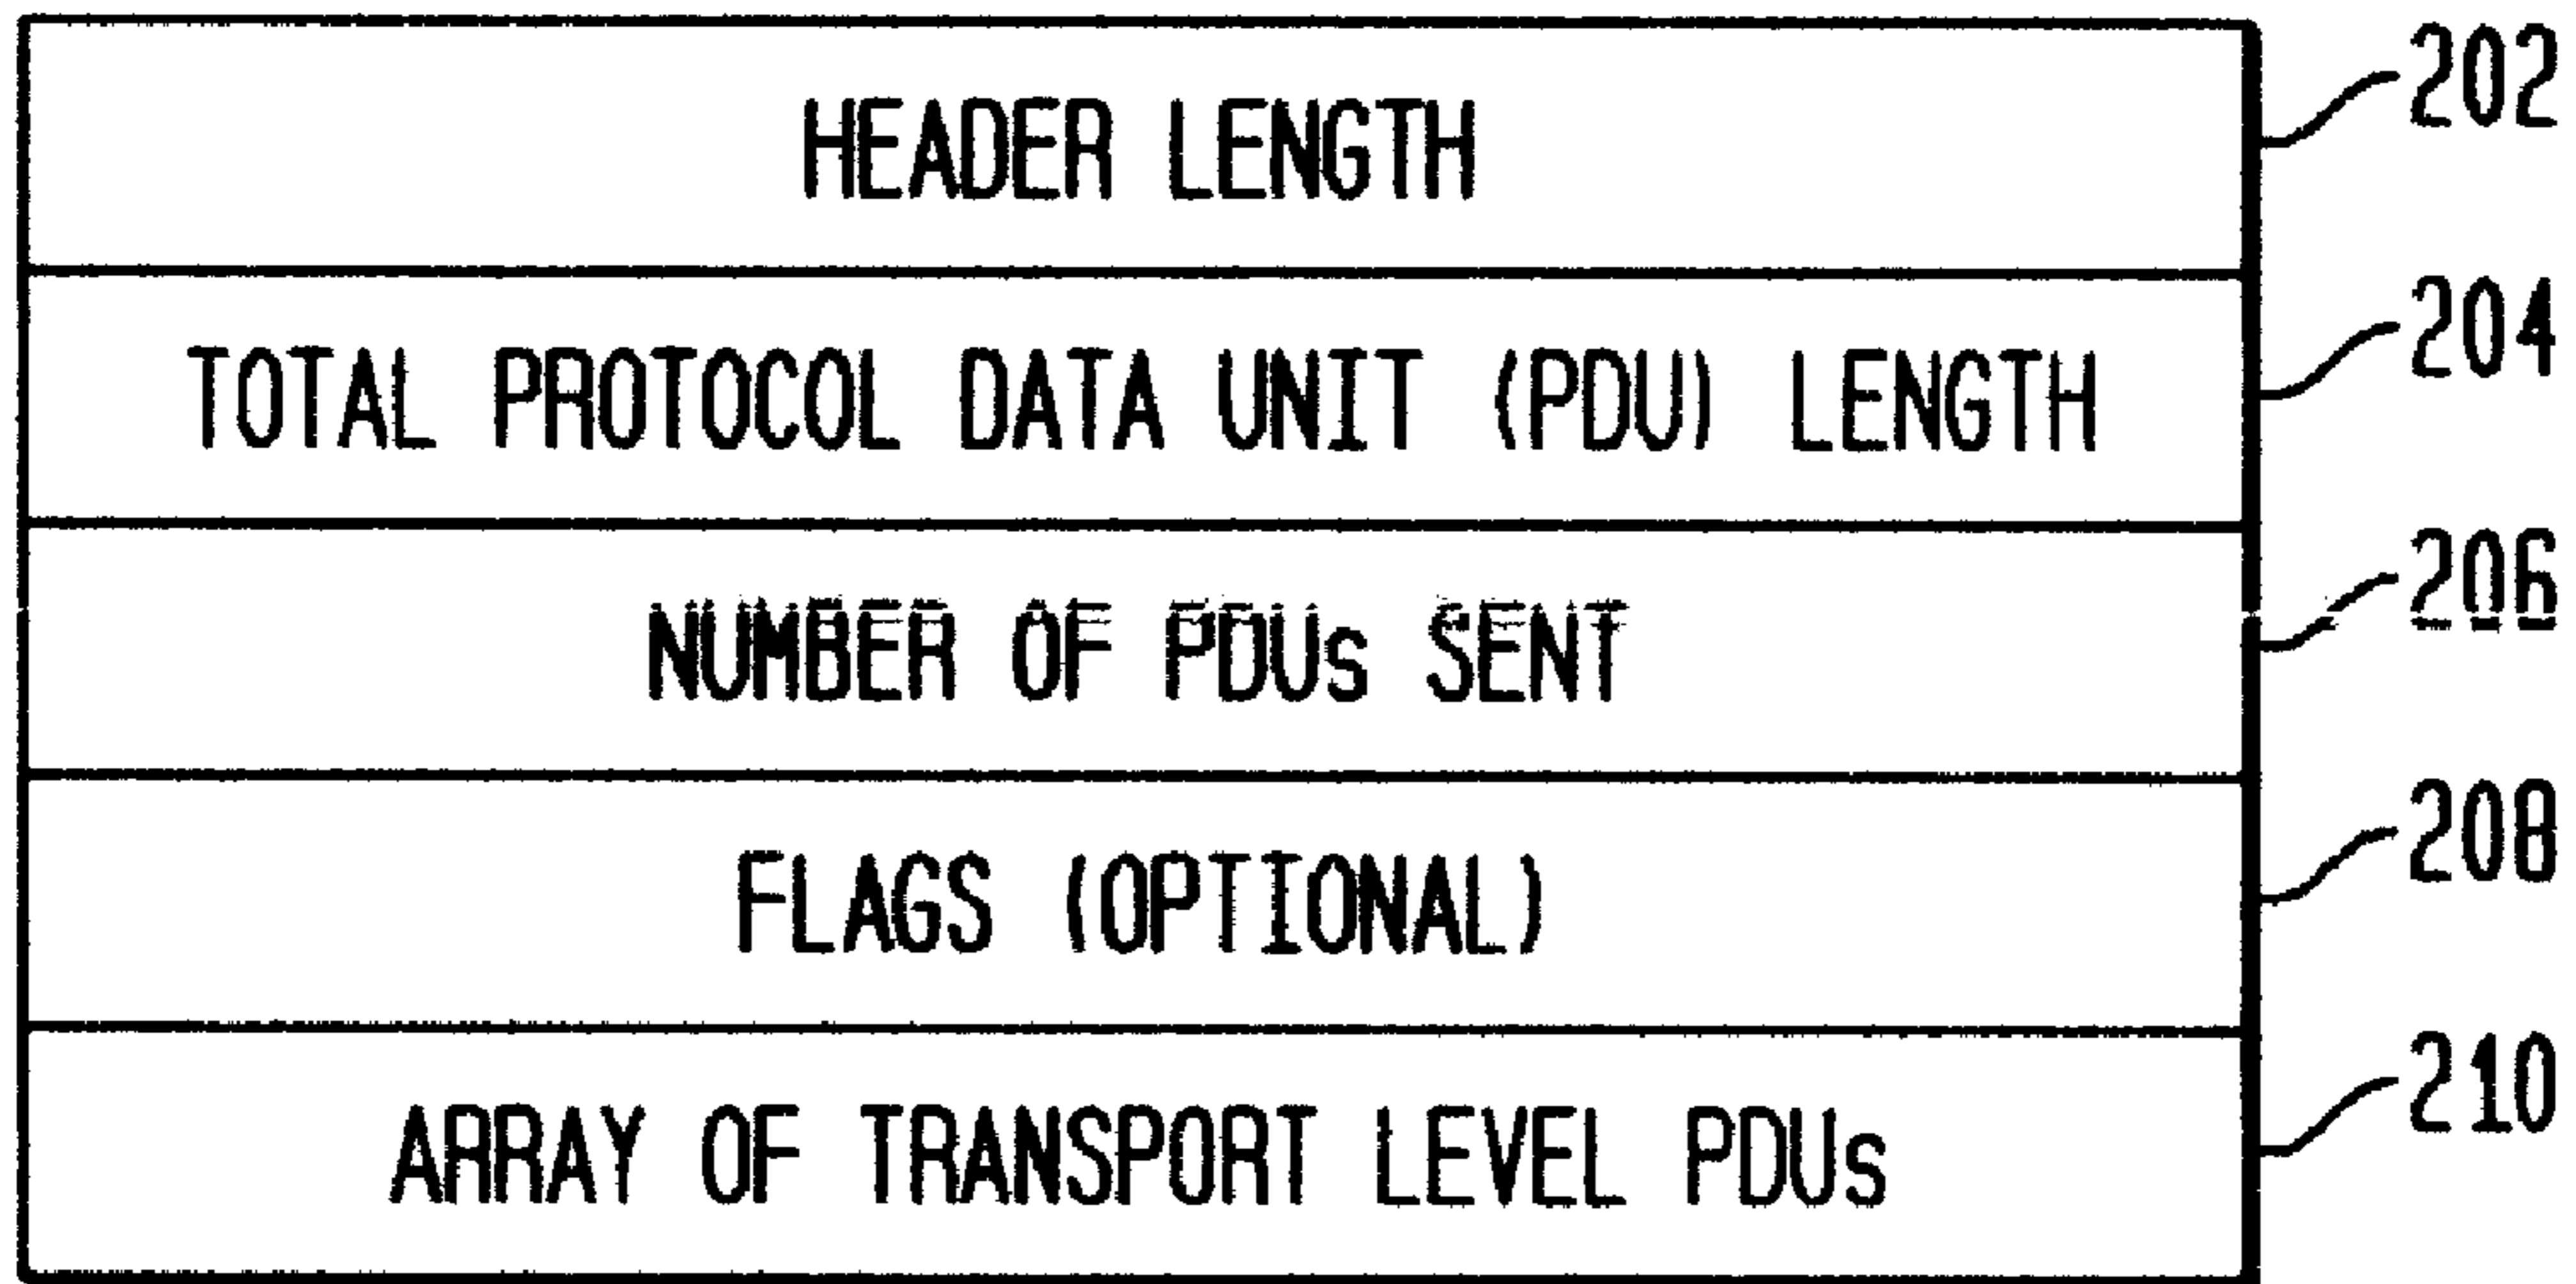 HEADER LENGTH 202
TOTAL PROTOCOL DATA UNIT (PDU) LENGTH 204
NUMBER OF PDUs SENT 206
FLAGS (OPTIONAL) 208
ARRAY OF TRANSPORT LEVEL PDUs 210